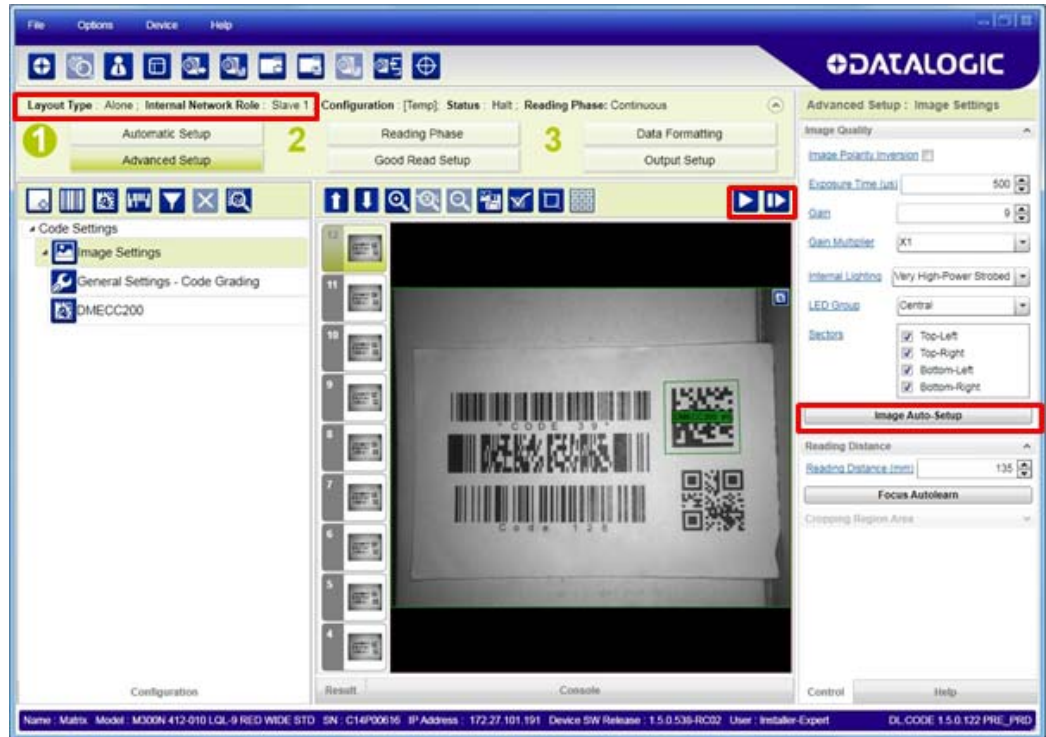 File Options Device Help
DATALOGIC
Layout Type : Alone ; Internal Network Role : Slave 1 ; Configuration : [Temp]; Status : Halt ; Reading Phase: Continuous
Advanced Setup : Image Settings
1 Automatic Setup 2 Reading Phase 3 Data Formatting
Advanced Setup Good Read Setup Output Setup
Code Settings
Image Settings
General Settings - Code Grading
DMECC200
12
11
10
9
8
7
6
5
4
*CODE 39*
Code 128
Image Quality
Image Polarity Inversion
Exposure Time (us) 500
Gain 9
Gain Multiplier X1
Internal Lighting Very High-Power Strobed
LED Group Central
Sectors Top-Left
Top-Right
Bottom-Left
Bottom-Right
Image Auto-Setup
Reading Distance
Reading Distance (mm) 135
Focus Autolearn
Cropping Region Area
Configuration Result Console Control Help
Name : Matrix Model : M300N 412-010 LQL-9 RED WIDE STD SN : C14P00616 IP Address : 172.27.101.191 Device SW Release : 1.5.0.538-RC02 User : Installer-Expert DL.CODE 1.5.0.122 PRE_PRD